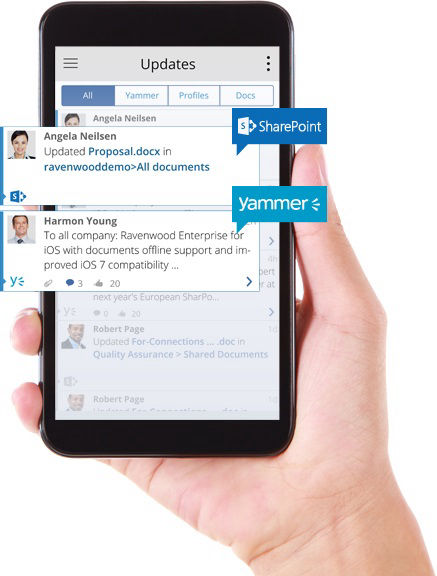 Updates
All
Yammer
Profiles
Docs
Angela Neilsen
SharePoint
Angela Neilsen
Updated Proposal.docx in
ravenwooddemo>All documents
yammer
Harmon Young
To all company: Ravenwood Enterprise for
iOS with documents offline support and im-
proved iOS 7 compatibility ...
3
20
4h
next year's European SharPo...
0
20
Robert Page
1d
Updated For-Connections ... .doc in
Quality Assurance > Shared Documents
Robert Page
1d